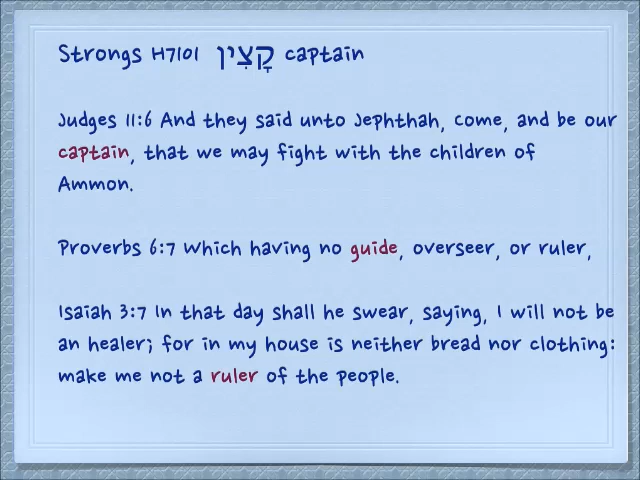 Strongs H7101 קָצִין captain
Judges 11:6 And they said unto Jephthah, come, and be our
captain, that we may fight with the children of
Ammon.
Proverbs 6:7 Which having no guide, overseer, or ruler,
Isaiah 3:7 In that day shall he swear, saying, I will not be
an healer; for in my house is neither bread nor clothing:
make me not a ruler of the people.